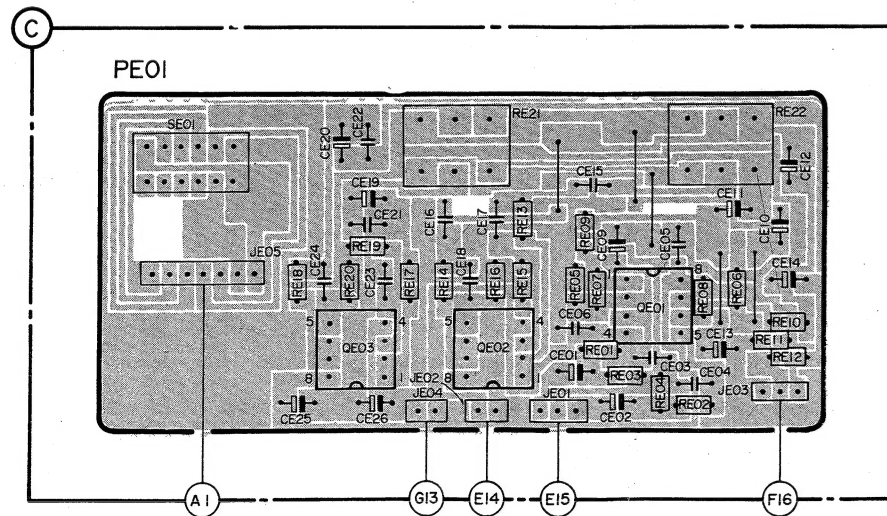 C
PE01
SE01
CE20
CE22
RE21
RE22
CE12
CE15
CE19
CE21
RE19
CE16
CE17
RE13
RE09
CE09
CE05
CE11
CE10
JE05
RE18
CE24
RE20
CE23
RE17
RE14
CE18
RE16
RE15
RE05
RE07
1
8
RE08
RE06
CE14
QE01
5
4
5
4
CE06
4
5
RE10
QE03
QE02
RE01
CE13
RE11
RE12
8
1
JE02
8
1
CE01
CE03
RE03
CE04
JE04
JE01
RE04
JE03
CE25
CE26
CE02
RE02
A1
G13
E14
E15
F16